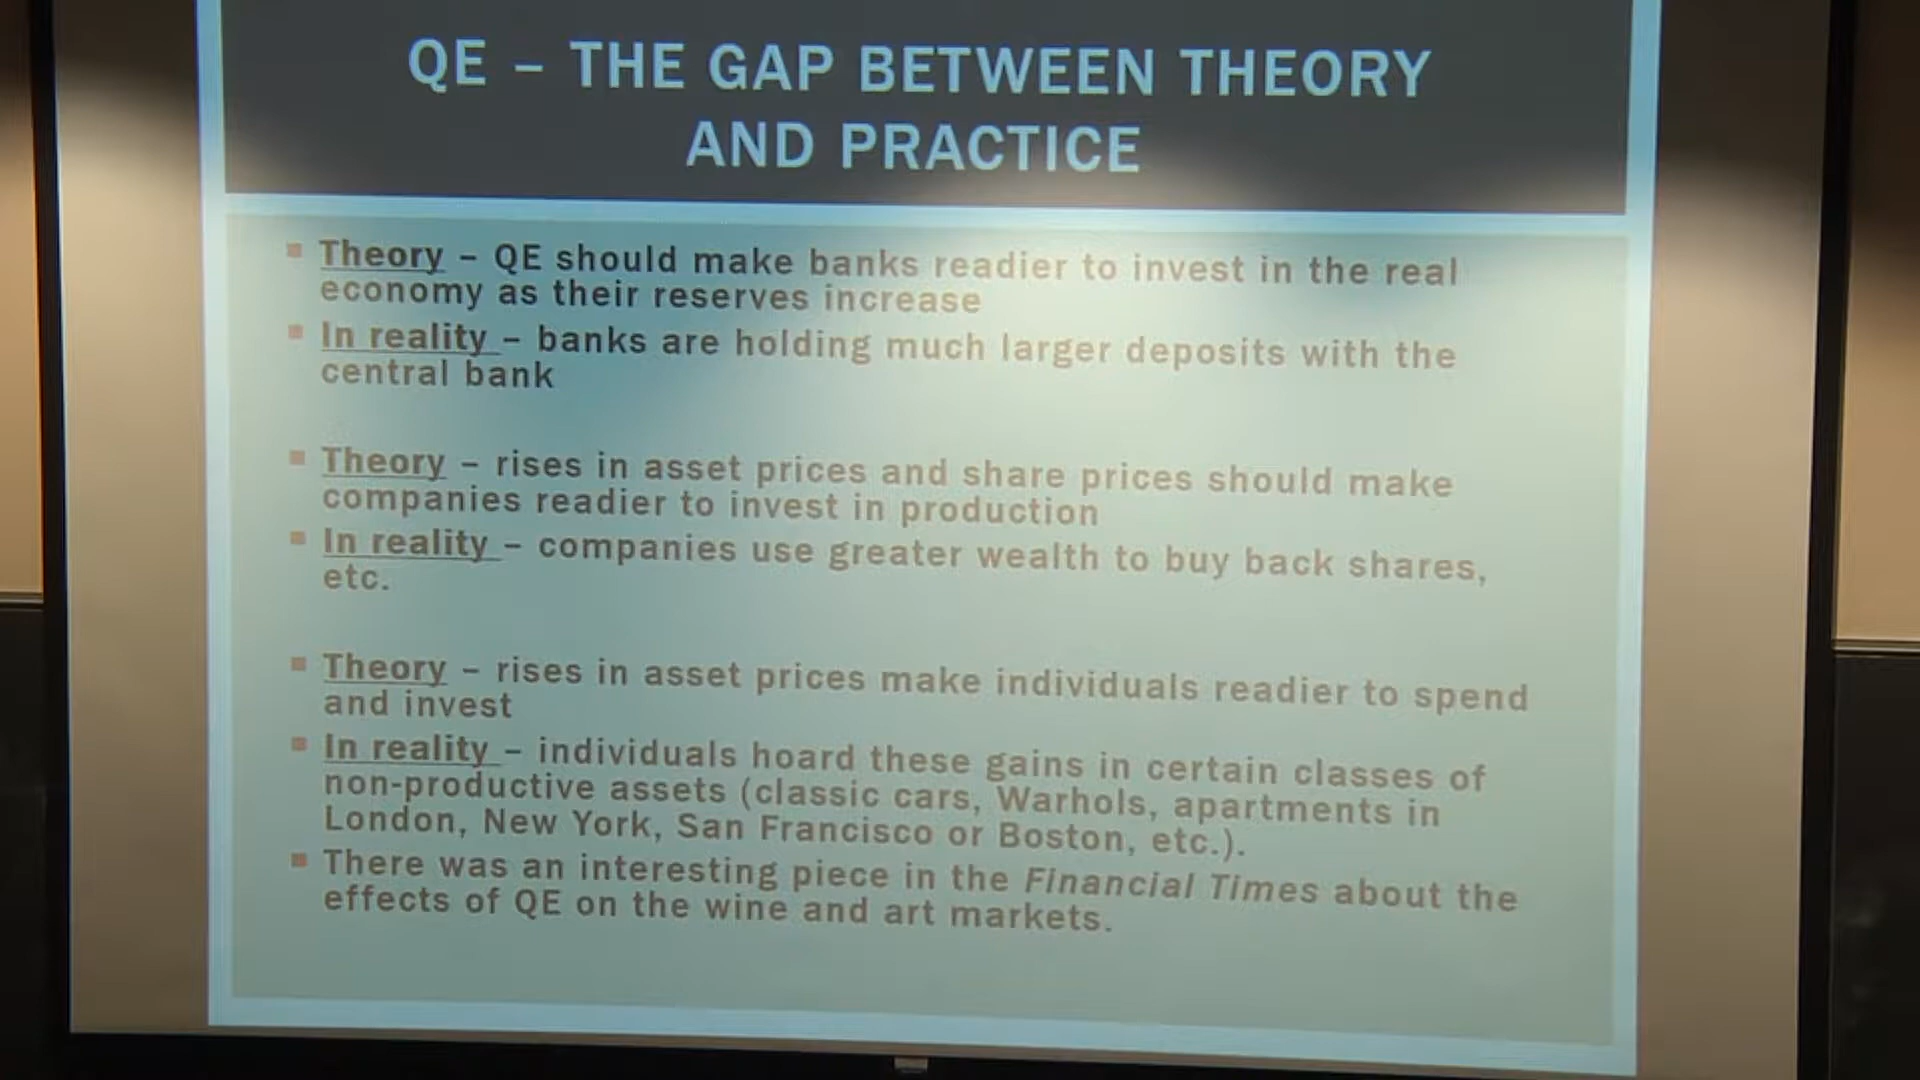 QE – THE GAP BETWEEN THEORY
AND PRACTICE
Theory – QE should make banks readier to invest in the real
economy as their reserves increase
In reality – banks are holding much larger deposits with the
central bank
Theory – rises in asset prices and share prices should make
companies readier to invest in production
In reality – companies use greater wealth to buy back shares,
etc.
Theory – rises in asset prices make individuals readier to spend
and invest
In reality – individuals hoard these gains in certain classes of
non-productive assets (classic cars, Warhols, apartments in
London, New York, San Francisco or Boston, etc.).
There was an interesting piece in the Financial Times about the
effects of QE on the wine and art markets.